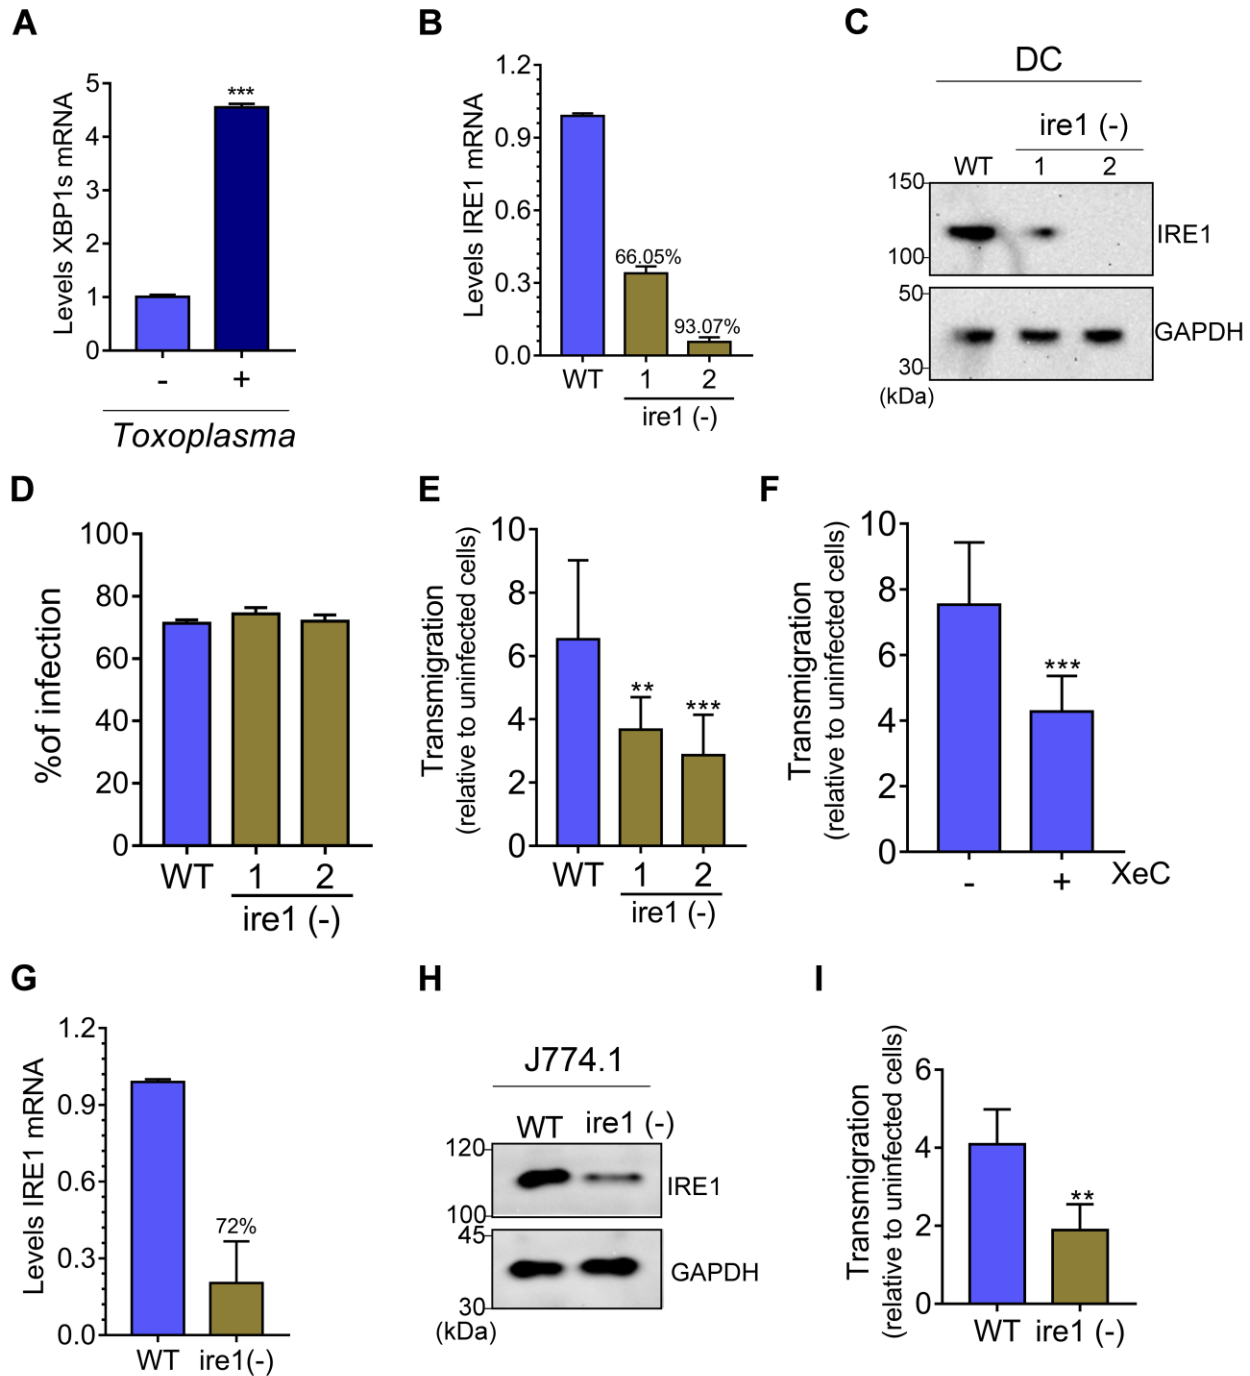 A
Levels XBP1s mRNA
5
4
3
2
1
0
- +
Toxoplasma
B
Levels IRE1 mRNA
1.2
0.9
0.6
0.3
0.0
66.05%
93.07%
WT 1 2
ire1 (-)
***
C
DC
ire1 (-)
WT 1 2
150
100
IRE1
50
30
GAPDH
(kDa)
D
%of infection
100
80
60
40
20
0
WT 1 2
ire1 (-)
E
Transmigration
(relative to uninfected cells)
10
8
6
4
2
0
**
***
WT 1 2
ire1 (-)
F
Transmigration
(relative to uninfected cells)
10
8
6
4
2
0
***
- + XeC
G
Levels IRE1 mRNA
1.2
0.9
0.6
0.3
0.0
72%
WT ire1(-)
H
J774.1
WT ire1 (-)
120
100
IRE1
45
30
GAPDH
(kDa)
I
Transmigration
(relative to uninfected cells)
6
4
2
0
**
WT ire1 (-)